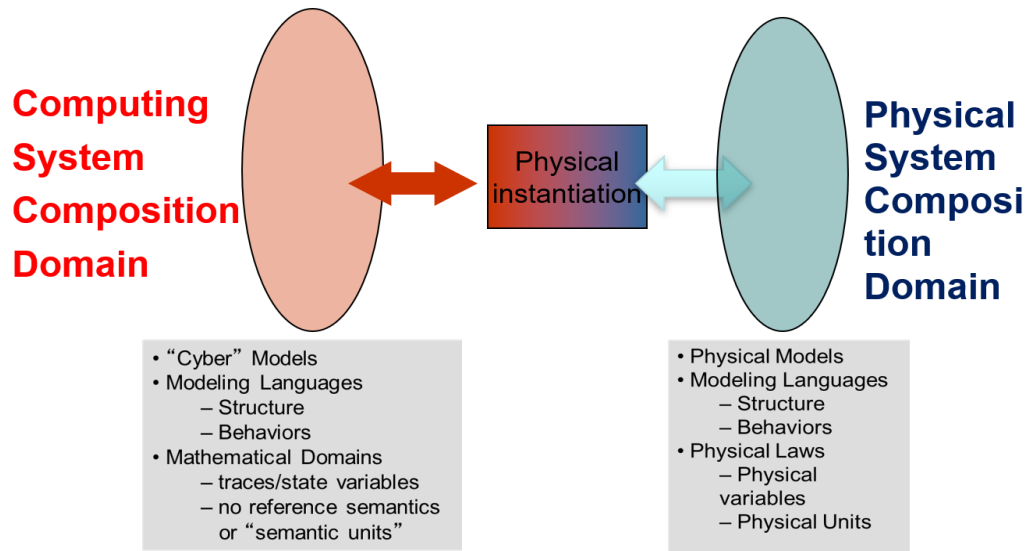 Computing
System
Composition
Domain
Physical
instantiation
Physical
System
Composi
tion
Domain
• “Cyber” Models
• Modeling Languages
– Structure
– Behaviors
• Mathematical Domains
– traces/state variables
– no reference semantics
or “semantic units”
• Physical Models
• Modeling Languages
– Structure
– Behaviors
• Physical Laws
– Physical
variables
– Physical Units